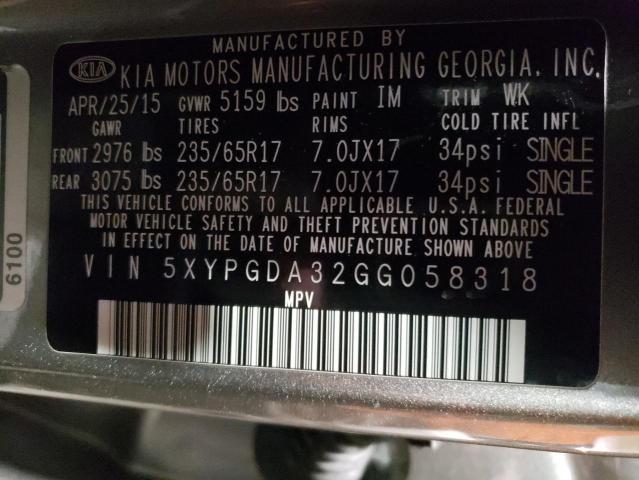 MANUFACTURED BY
KIA KIA MOTORS MANUFACTURING GEORGIA, INC.
APR/25/15 GVWR 5159 lbs PAINT IM TRIM WK
GAWR TIRES RIMS COLD TIRE INFL
FRONT 2976 lbs 235/65R17 7.0JX17 34psi SINGLE
REAR 3075 lbs 235/65R17 7.0JX17 34psi SINGLE
THIS VEHICLE CONFORMS TO ALL APPLICABLE U.S.A. FEDERAL
MOTOR VEHICLE SAFETY AND THEFT PREVENTION STANDARDS
IN EFFECT ON THE DATE OF MANUFACTURE SHOWN ABOVE
VIN 5XYPGDA32GG058318
MPV
6100